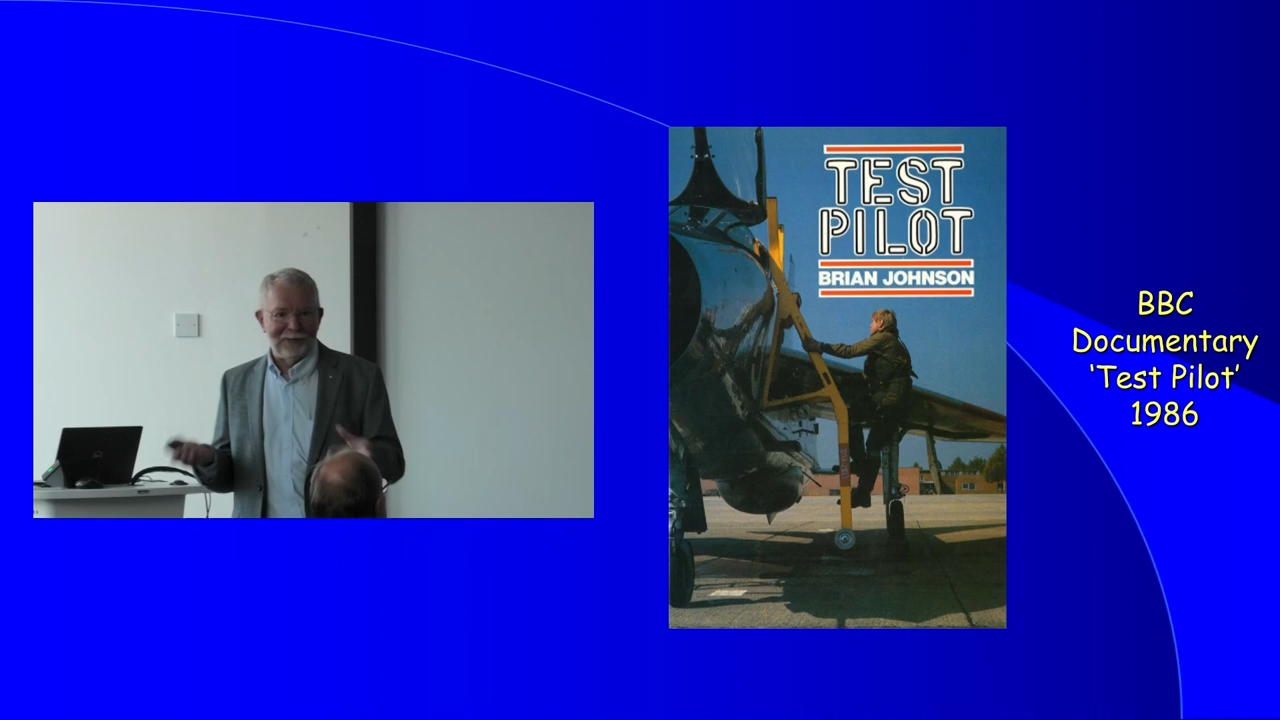 TEST
PILOT
BRIAN JOHNSON
BBC
Documentary
‘Test Pilot’
1986